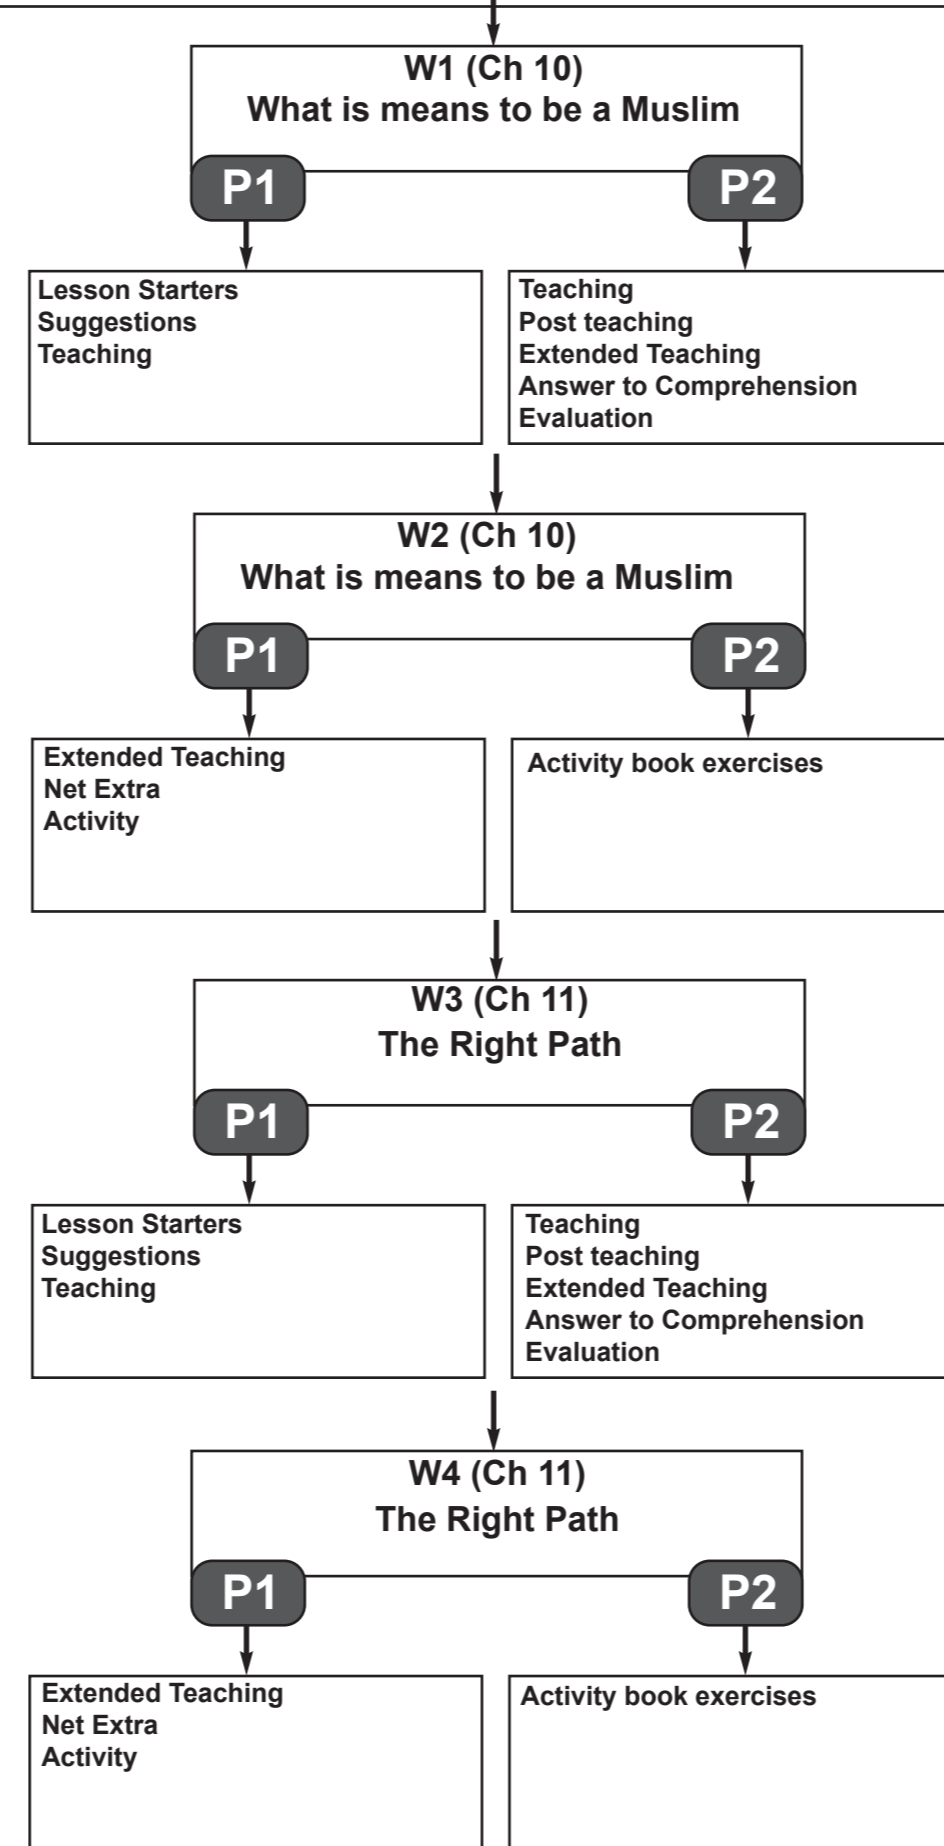 W1 (Ch 10)
What is means to be a Muslim
P1
P2
Lesson Starters
Suggestions
Teaching
Teaching
Post teaching
Extended Teaching
Answer to Comprehension
Evaluation
W2 (Ch 10)
What is means to be a Muslim
P1
P2
Extended Teaching
Net Extra
Activity
Activity book exercises
W3 (Ch 11)
The Right Path
P1
P2
Lesson Starters
Suggestions
Teaching
Teaching
Post teaching
Extended Teaching
Answer to Comprehension
Evaluation
W4 (Ch 11)
The Right Path
P1
P2
Extended Teaching
Net Extra
Activity
Activity book exercises